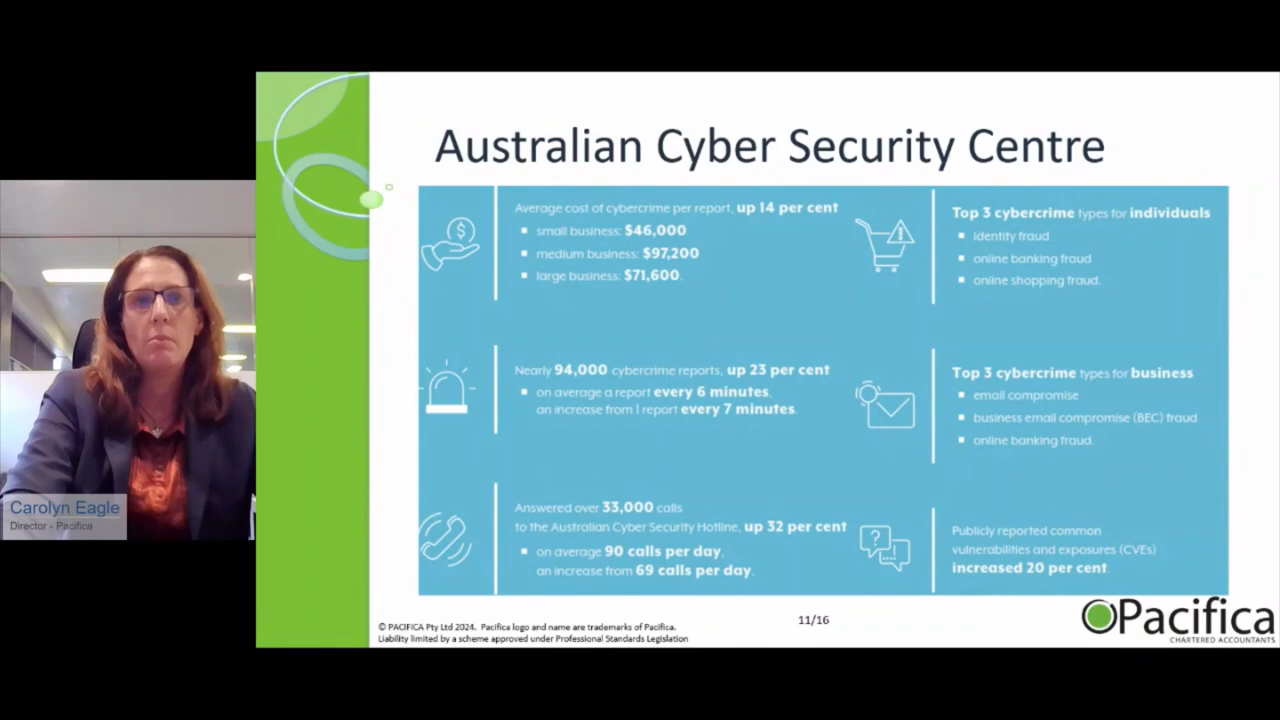 Australian Cyber Security Centre
Average cost of cybercrime per report, up 14 per cent
▪ small business: $46,000
▪ medium business: $97,200
▪ large business: $71,600.
Nearly 94,000 cybercrime reports, up 23 per cent
▪ on average a report every 6 minutes,
an increase from 1 report every 7 minutes.
Answered over 33,000 calls
to the Australian Cyber Security Hotline, up 32 per cent
▪ on average 90 calls per day,
an increase from 69 calls per day.
Top 3 cybercrime types for individuals
▪ identity fraud
▪ online banking fraud
▪ online shopping fraud.
Top 3 cybercrime types for business
▪ email compromise
▪ business email compromise (BEC) fraud
▪ online banking fraud.
Publicly reported common
vulnerabilities and exposures (CVEs)
increased 20 per cent.
Carolyn Eagle
Director - Pacifica
© PACIFICA Pty Ltd 2024. Pacifica logo and name are trademarks of Pacifica.
Liability limited by a scheme approved under Professional Standards Legislation
11/16
Pacifica
CHARTERED ACCOUNTANTS